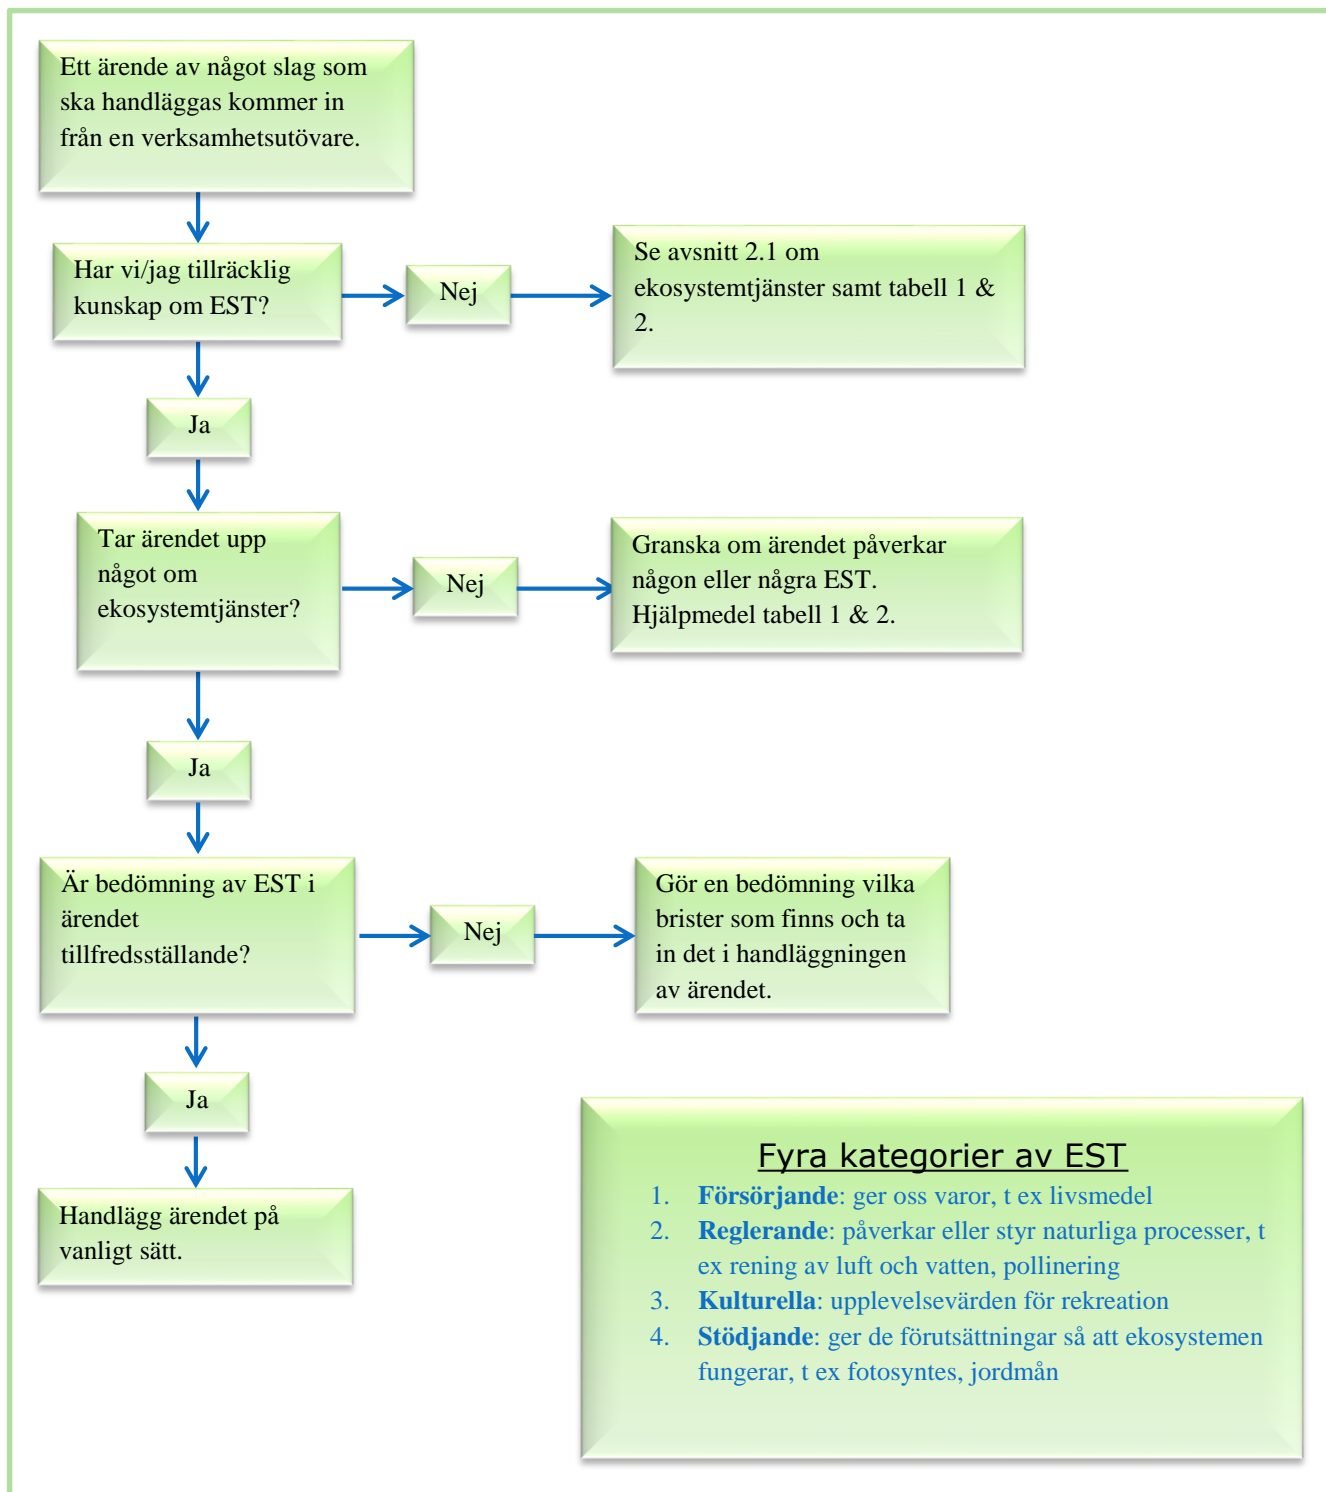 Ett ärende av något slag som
ska handläggas kommer in
från en verksamhetsutövare.
Har vi/jag tillräcklig
kunskap om EST?
Nej
Se avsnitt 2.1 om
ekosystemtjänster samt tabell 1 &
2.
Ja
Tar ärendet upp
något om
ekosystemtjänster?
Nej
Granska om ärendet påverkar
någon eller några EST.
Hjälpmedel tabell 1 & 2.
Ja
Är bedömning av EST i
ärendet
tillfredsställande?
Nej
Gör en bedömning vilka
brister som finns och ta
in det i handläggningen
av ärendet.
Ja
Handlägg ärendet på
vanligt sätt.
Fyra kategorier av EST
1. Försörjande: ger oss varor, t ex livsmedel
2. Reglerande: påverkar eller styr naturliga processer, t
ex rening av luft och vatten, pollinering
3. Kulturella: upplevelsevärden för rekreation
4. Stödjande: ger de förutsättningar så att ekosystemen
fungerar, t ex fotosyntes, jordmån